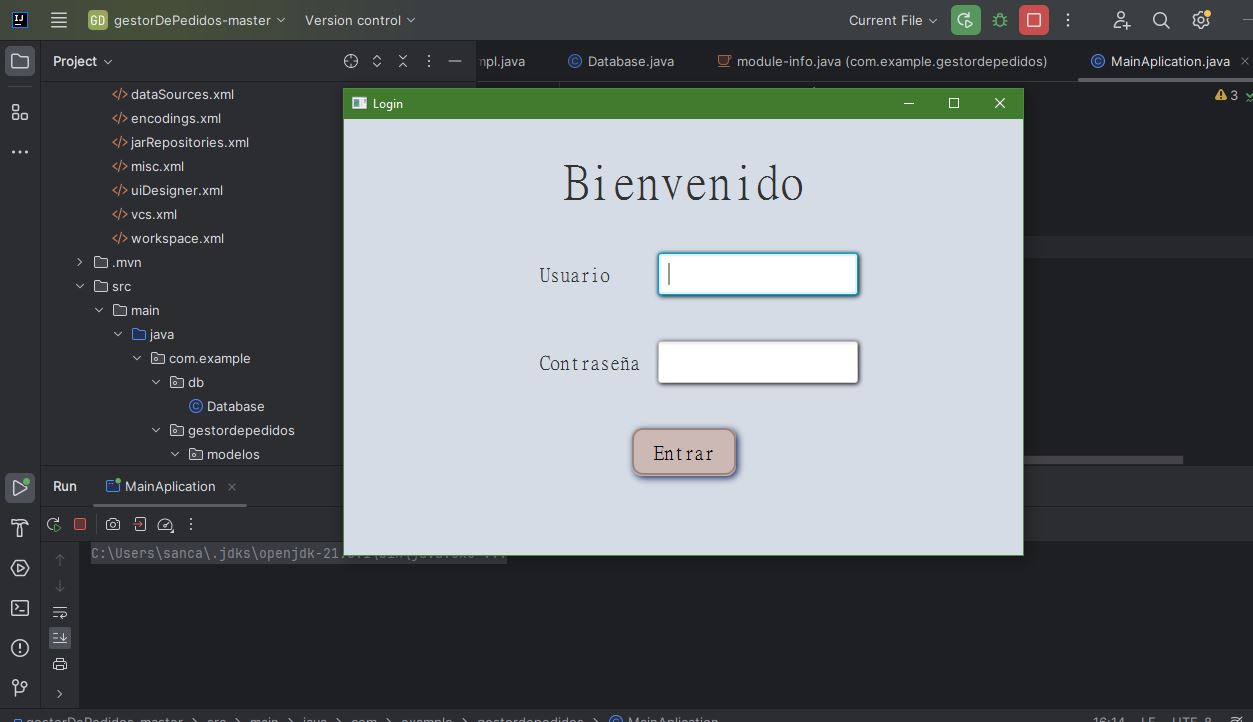 GD gestorDePedidos-master Version control Current File
Project
mpl.java Database.java module-info.java (com.example.gestordepedidos) MainAplication.java
3
dataSources.xml
encodings.xml
jarRepositories.xml
misc.xml
uiDesigner.xml
vcs.xml
workspace.xml
.mvn
src
main
java
com.example
db
Database
gestordepedidos
modelos
Login
Bienvenido
Usuario
Contraseña
Entrar
Run MainAplication
C:\Users\sanca\.jdks\openjdk-21
gestorDePedidos-master > src > main > java > com > example > gestordepedidos > MainAplication 16:14 LF UTF-8